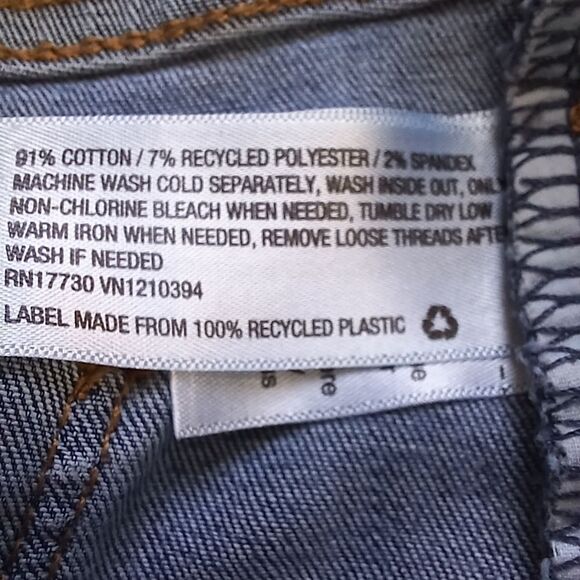 91% COTTON / 7% RECYCLED POLYESTER / 2% SPANDEX
MACHINE WASH COLD SEPARATELY, WASH INSIDE OUT, ONLY
NON-CHLORINE BLEACH WHEN NEEDED, TUMBLE DRY LOW
WARM IRON WHEN NEEDED, REMOVE LOOSE THREADS AFTE
WASH IF NEEDED
RN17730 VN1210394
LABEL MADE FROM 100% RECYCLED PLASTIC